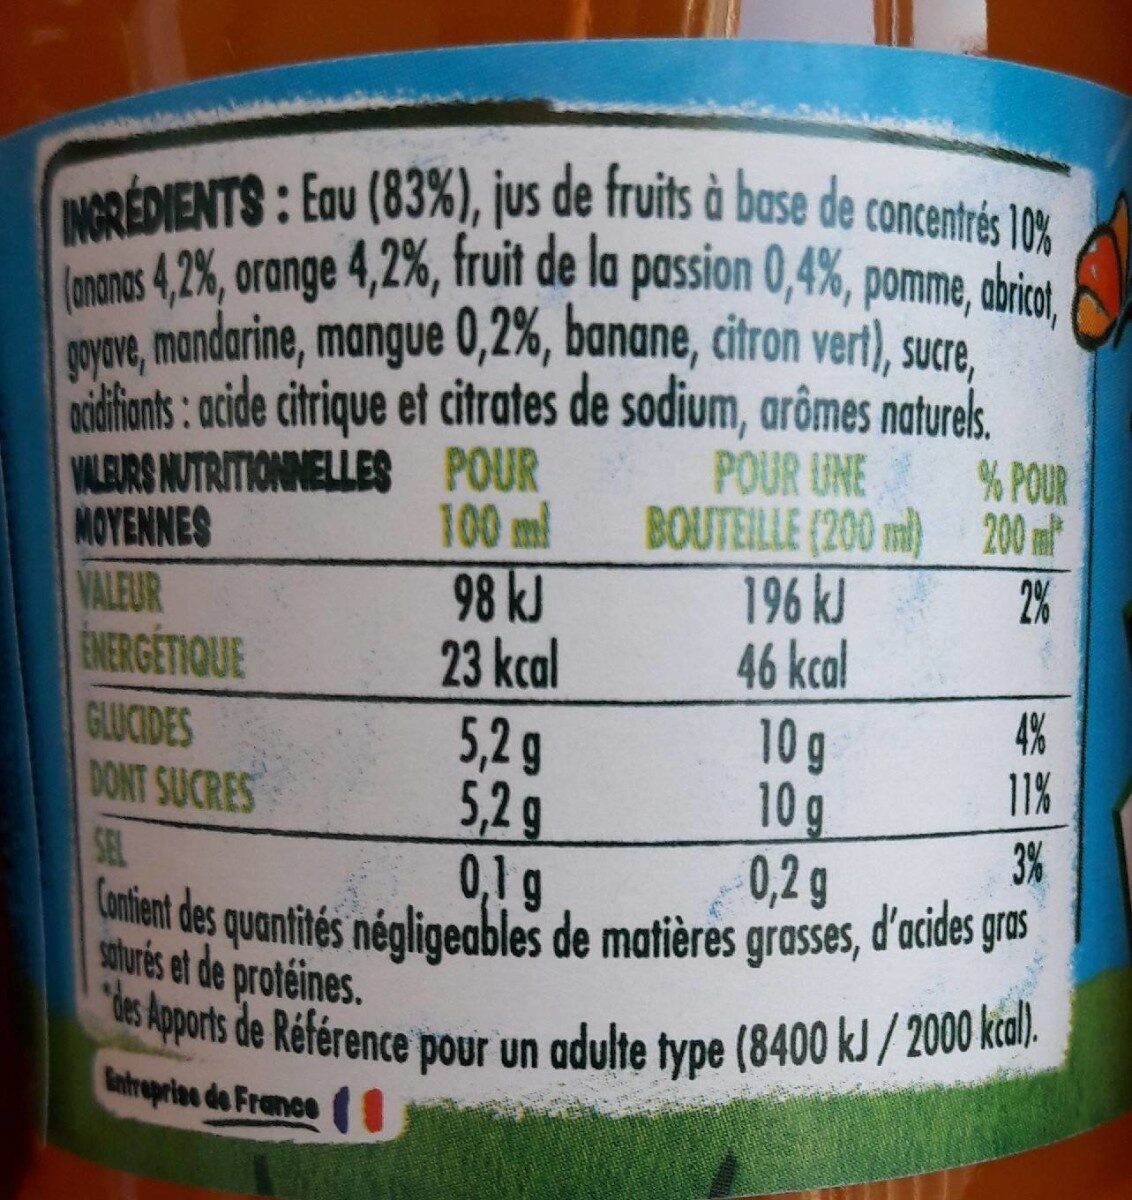 INGRÉDIENTS : Eau (83%), jus de fruits à base de concentrés 10%
(ananas 4,2%, orange 4,2%, fruit de la passion 0,4%, pomme, abricot,
goyave, mandarine, mangue 0,2%, banane, citron vert), sucre,
acidifiants : acide citrique et citrates de sodium, arômes naturels.
VALEURS NUTRITIONNELLES POUR POUR UNE % POUR
MOYENNES 100 ml BOUTEILLE (200 ml) 200 ml*
VALEUR 98 kJ 196 kJ 2%
ÉNERGÉTIQUE 23 kcal 46 kcal
GLUCIDES 5,2 g 10 g 4%
DONT SUCRES 5,2 g 10 g 11%
SEL 0,1 g 0,2 g 3%
Contient des quantités négligeables de matières grasses, d'acides gras
saturés et de protéines.
*des Apports de Référence pour un adulte type (8400 kJ / 2000 kcal).
Entreprise de France